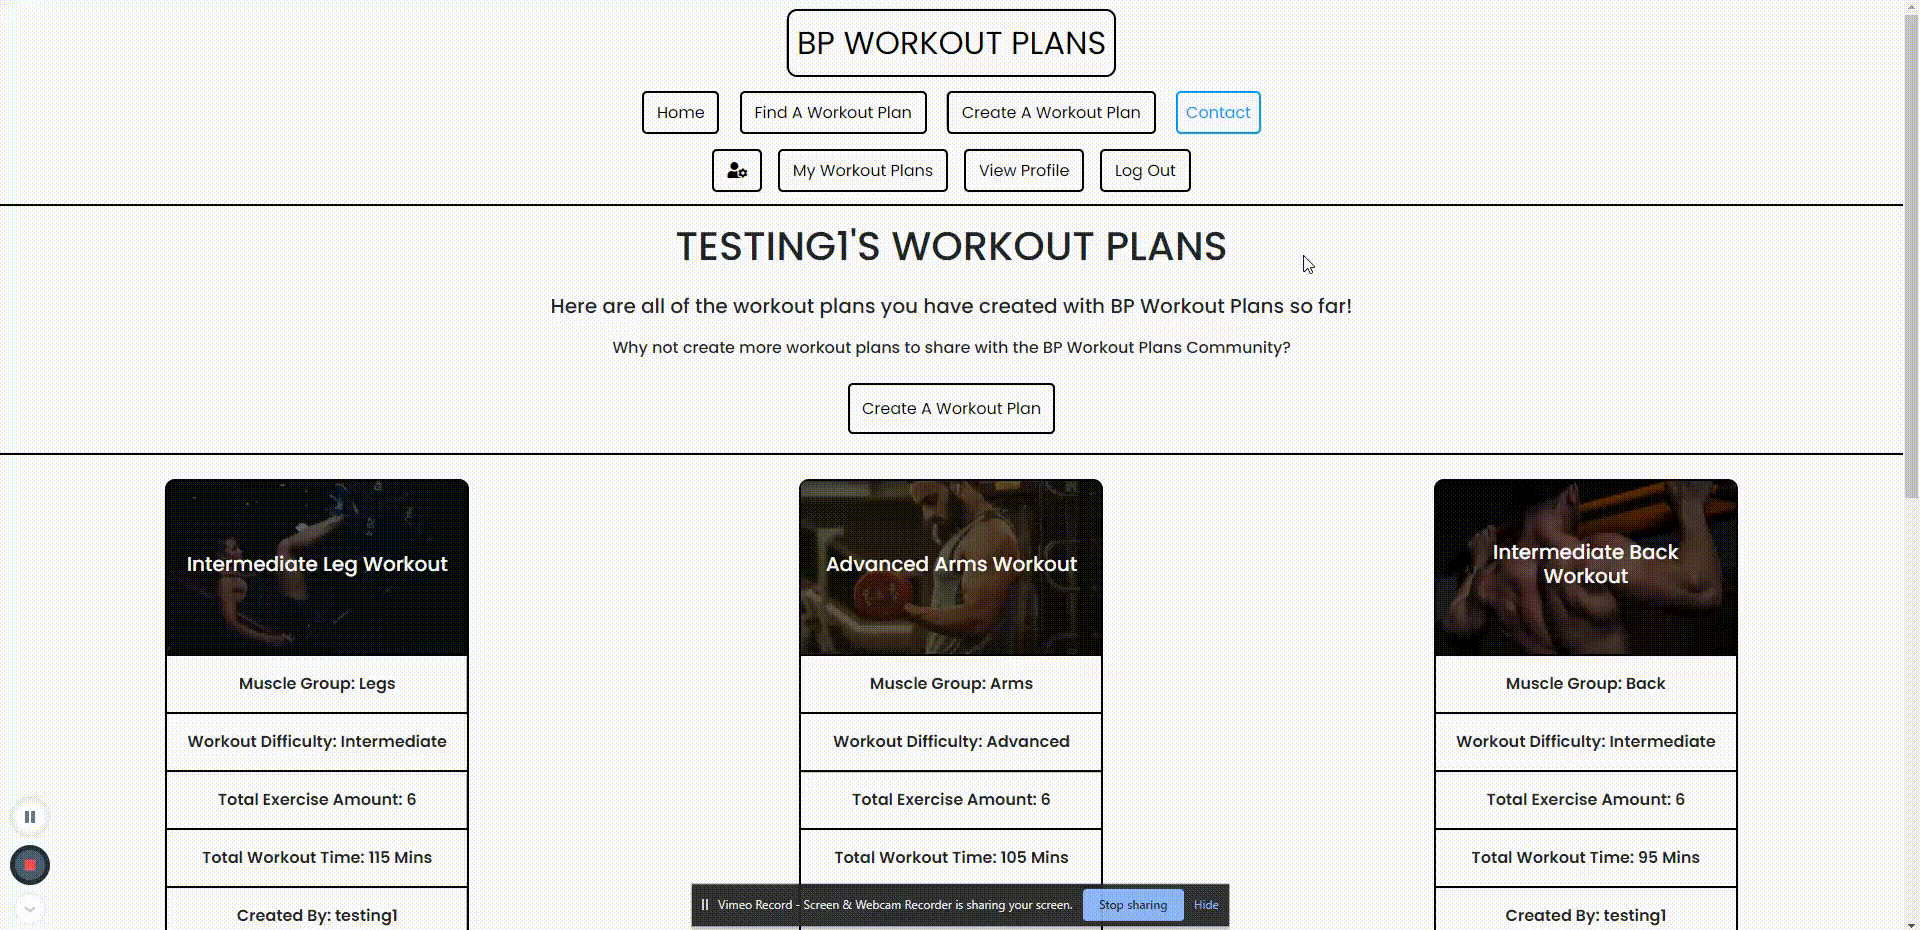 BP WORKOUT PLANS
Home
Find A Workout Plan
Create A Workout Plan
Contact
My Workout Plans
View Profile
Log Out
TESTING1'S WORKOUT PLANS
Here are all of the workout plans you have created with BP Workout Plans so far!
Why not create more workout plans to share with the BP Workout Plans Community?
Create A Workout Plan
Intermediate Leg Workout
Muscle Group: Legs
Workout Difficulty: Intermediate
Total Exercise Amount: 6
Total Workout Time: 115 Mins
Created By: testing1
Advanced Arms Workout
Muscle Group: Arms
Workout Difficulty: Advanced
Total Exercise Amount: 6
Total Workout Time: 105 Mins
Intermediate Back
Workout
Muscle Group: Back
Workout Difficulty: Intermediate
Total Exercise Amount: 6
Total Workout Time: 95 Mins
Created By: testing1
Vimeo Record - Screen & Webcam Recorder is sharing your screen.
Stop sharing
Hide